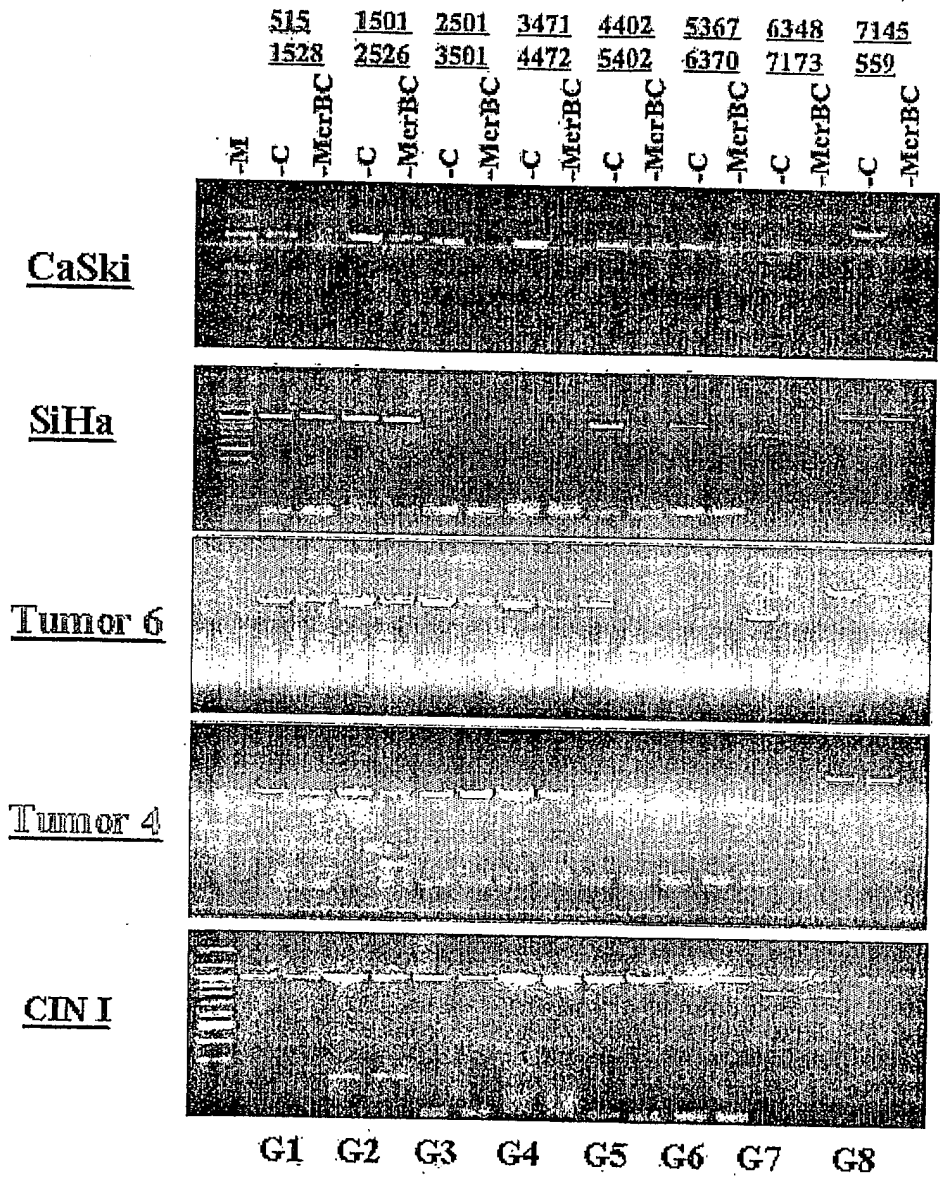 515 1501 2501 3471 4402 5367 6348 7145
1528 2526 3501 4472 5402 6370 7173 559
-M -C -McrBC -C -McrBC -C -McrBC -C -McrBC -C -McrBC -C -McrBC -C -McrBC -C -McrBC
CaSki
SiHa
Tumor 6
Tumor 4
CIN I
G1 G2 G3 G4 G5 G6 G7 G8